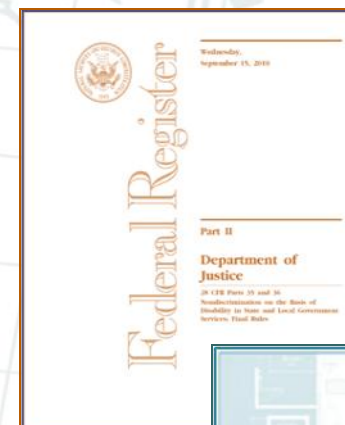 Federal Register
Wednesday,
September 15, 2010
Part II
Department of
Justice
28 CFR Parts 35 and 36
Nondiscrimination on the Basis of
Disability in State and Local Government
Services; Final Rules